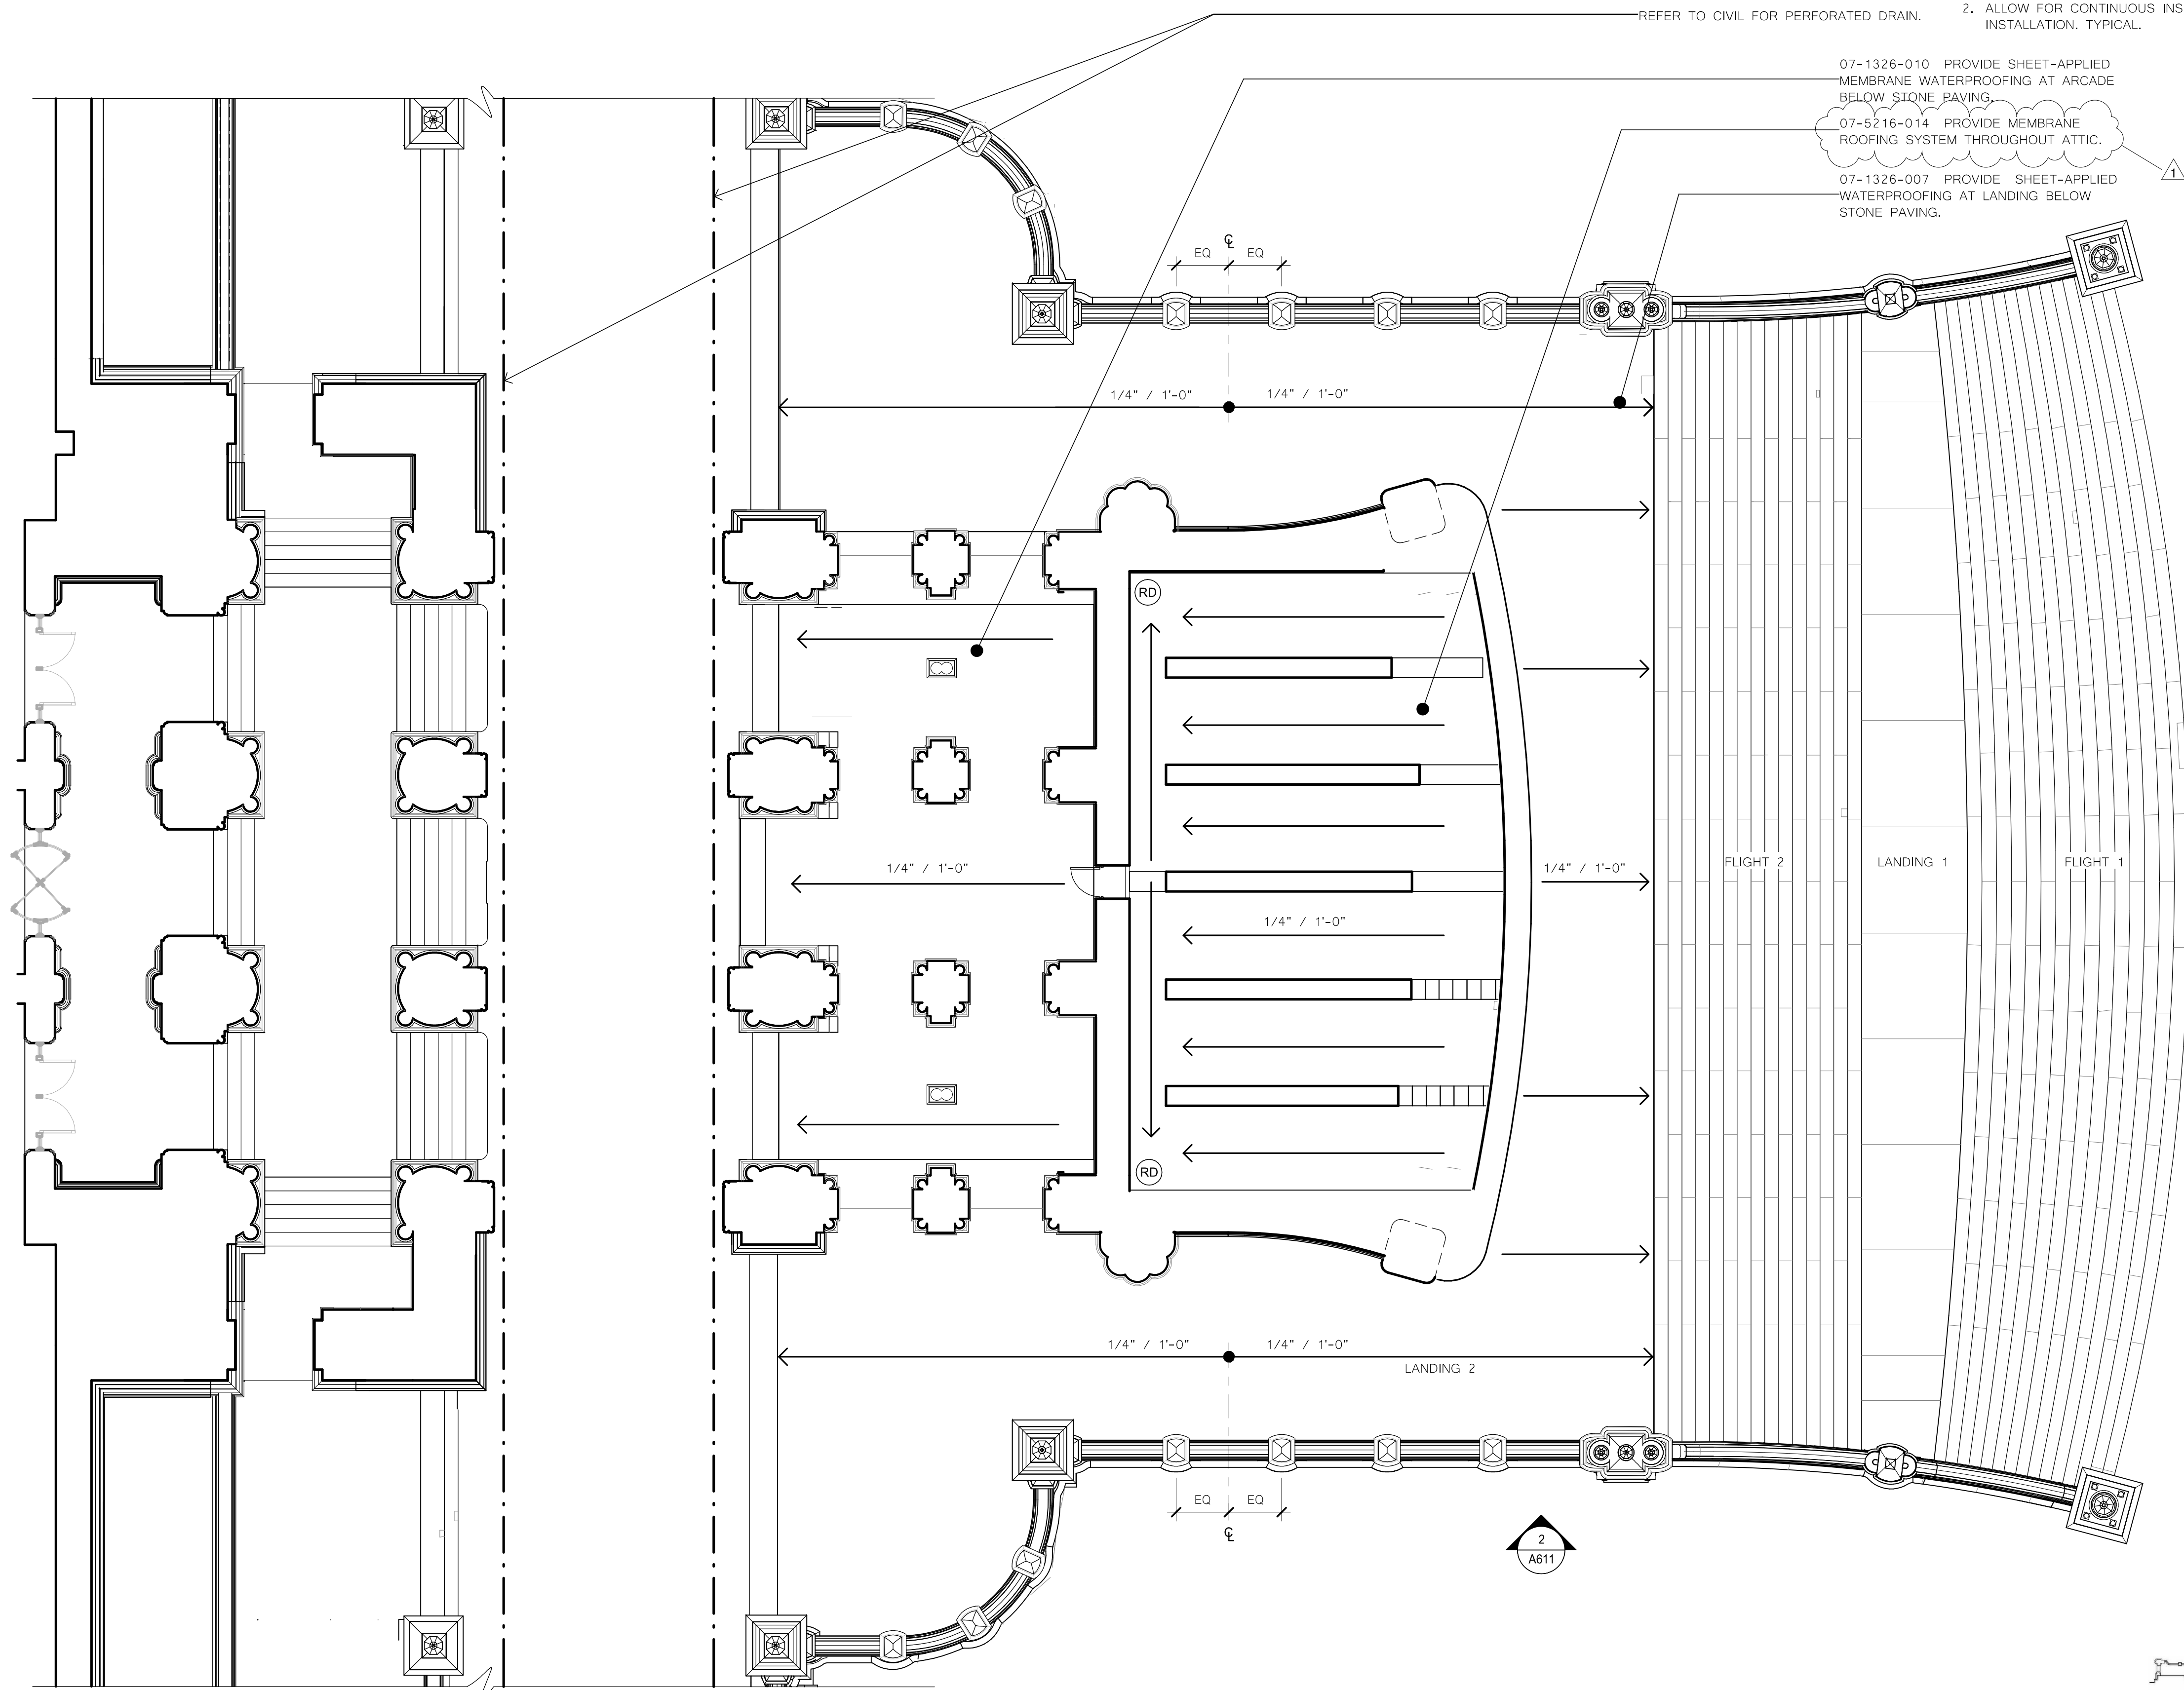 REFER TO CIVIL FOR PERFORATED DRAIN.
2. ALLOW FOR CONTINUOUS INS
INSTALLATION. TYPICAL.
07-1326-010 PROVIDE SHEET-APPLIED
MEMBRANE WATERPROOFING AT ARCADE
BELOW STONE PAVING.
07-5216-014 PROVIDE MEMBRANE
ROOFING SYSTEM THROUGHOUT ATTIC.
1
07-1326-007 PROVIDE SHEET-APPLIED
WATERPROOFING AT LANDING BELOW
STONE PAVING.
℄
EQ EQ
1/4" / 1'-0" 1/4" / 1'-0"
RD
1/4" / 1'-0"
1/4" / 1'-0"
1/4" / 1'-0"
FLIGHT 2
LANDING 1
FLIGHT 1
RD
1/4" / 1'-0" 1/4" / 1'-0"
LANDING 2
EQ EQ
℄
2
A611